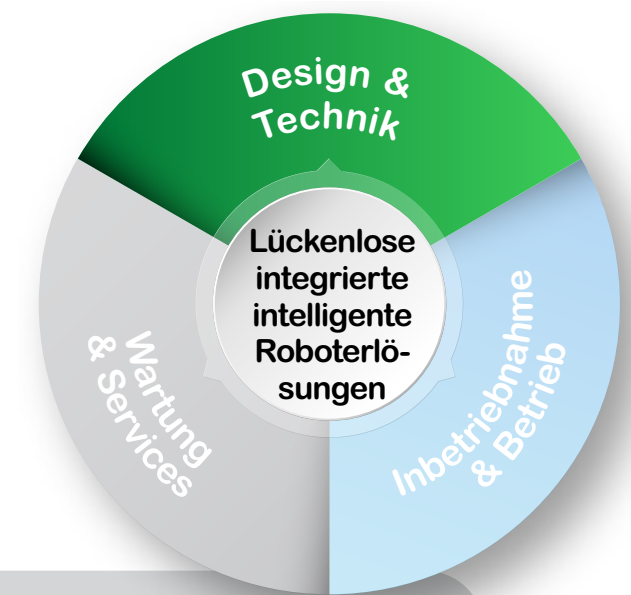 Design &
Technik
Lückenlose
integrierte
intelligente
Roboterlö-
sungen
Wartung
& Services
Inbetriebnahme
& Betrieb